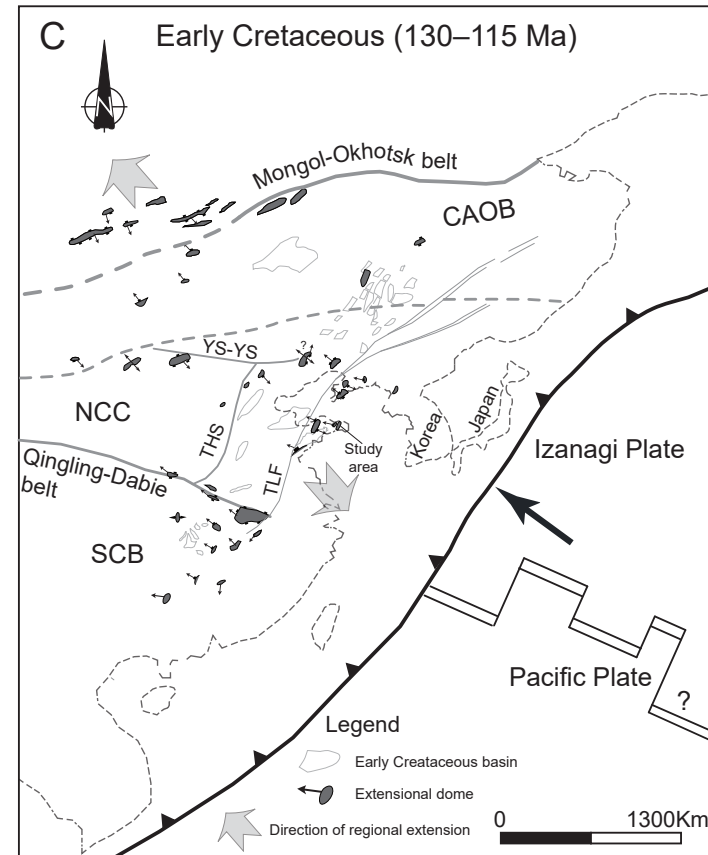 C
Early Cretaceous (130–115 Ma)
N
Mongol-Okhotsk belt
CAOB
YS-YS
?
NCC
THS
TLF
Study
area
Korea
Japan
Izanagi Plate
Qingling-Dabie
belt
SCB
Pacific Plate
?
Legend
Early Creataceous basin
Extensional dome
Direction of regional extension
0
1300Km